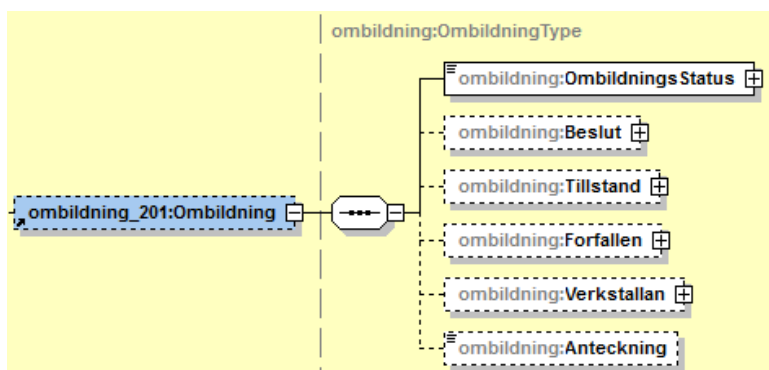 ombildning:OmbildningType
ombildning:OmbildningsStatus
ombildning:Beslut
ombildning:Tillstand
ombildning_201:Ombildning
ombildning:Forfallen
ombildning:Verkstallan
ombildning:Anteckning